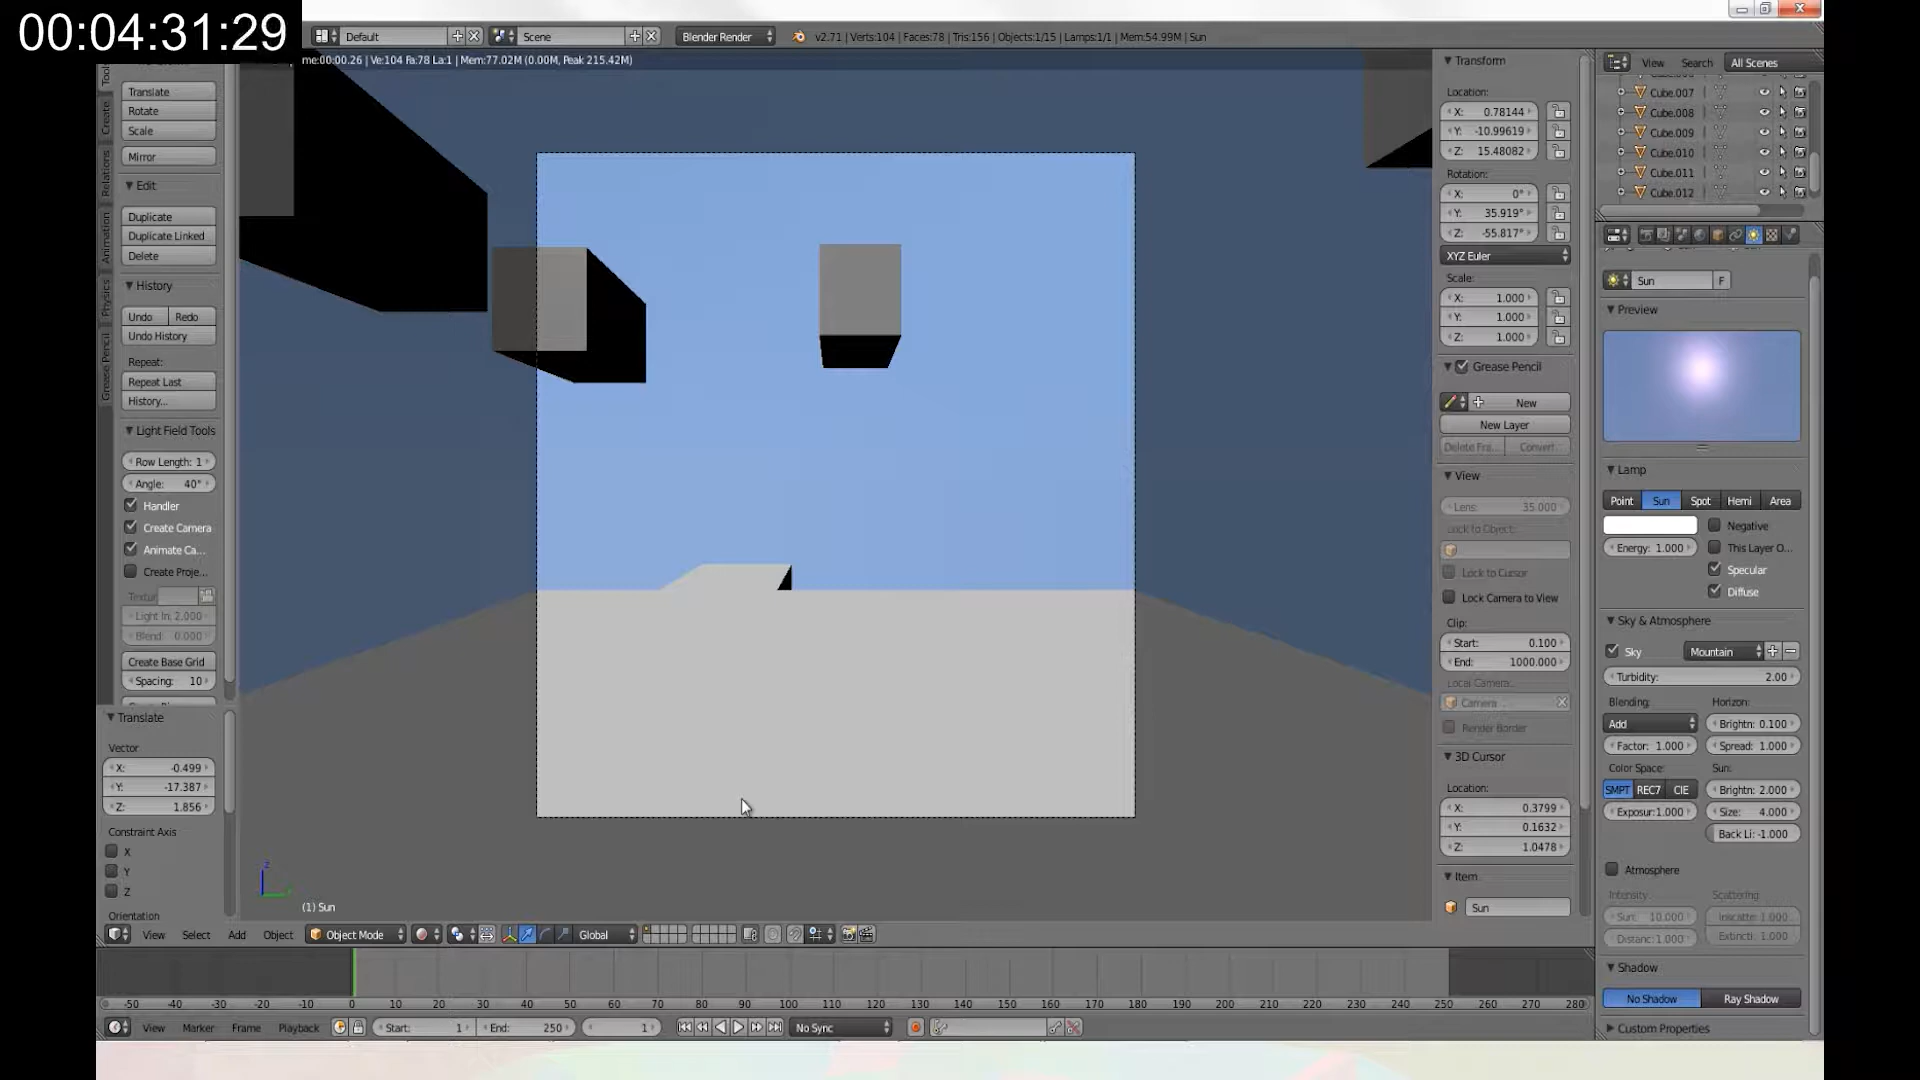 00:04:31:29
Default
Scene
Blender Render
v2.71 | Verts:104 | Faces:78 | Tris:156 | Objects:1/15 | Lamps:1/1 | Mem:54.99M | Sun
me:00:00.26 | Ve:104 Fa:78 La:1 | Mem:77.02M (0.00M, Peak 215.42M)
Create
Relations
Animation
Physics
Grease Pencil
Translate
Rotate
Scale
Mirror
Edit
Duplicate
Duplicate Linked
Delete
History
Undo Redo
Undo History
Repeat:
Repeat Last
History...
Light Field Tools
Row Length: 1
Angle: 40°
Handler
Create Camera
Animate Ca...
Create Proje...
Textur
Light In: 2.000
Blend: 0.000
Create Base Grid
Spacing: 10
Translate
Vector
X: -0.499
Y: -17.387
Z: 1.856
Constraint Axis
X
Y
Z
Orientation
(1) Sun
View Select Add Object Object Mode Global
Transform
Location:
X: 0.78144
Y: -10.99619
Z: 15.48082
Rotation:
X: 0°
Y: 35.919°
Z: -55.817°
XYZ Euler
Scale:
X: 1.000
Y: 1.000
Z: 1.000
Grease Pencil
New
New Layer
Delete Fra... Convert
View
Lens: 35.000
Lock to Object:
Lock to Cursor
Lock Camera to View
Clip:
Start: 0.100
End: 1000.000
Local Camera:
Camera
Render Border
3D Cursor
Location:
X: 0.3799
Y: 0.1632
Z: 1.0478
Item
Sun
View Search All Scenes
Cube.007
Cube.008
Cube.009
Cube.010
Cube.011
Cube.012
Sun F
Preview
Lamp
Point Sun Spot Hemi Area
Negative
Energy: 1.000 This Layer O...
Specular
Diffuse
Sky & Atmosphere
Sky Mountain
Turbidity: 2.00
Blending: Horizon:
Add Brightn: 0.100
Factor: 1.000 Spread: 1.000
Color Space: Sun:
SMPT REC7 CIE Brightn: 2.000
Exposur:1.000 Size: 4.000
Back Li: -1.000
Atmosphere
Intensity: Scattering:
Sun: 10.000 Inscatte: 1.000
Distanc:1.000 Extincti: 1.000
Shadow
No Shadow Ray Shadow
Custom Properties
-50 -40 -30 -20 -10 0 10 20 30 40 50 60 70 80 90 100 110 120 130 140 150 160 170 180 190 200 210 220 230 240 250 260 270 280
View Marker Frame Playback Start: 1 End: 250 1 No Sync